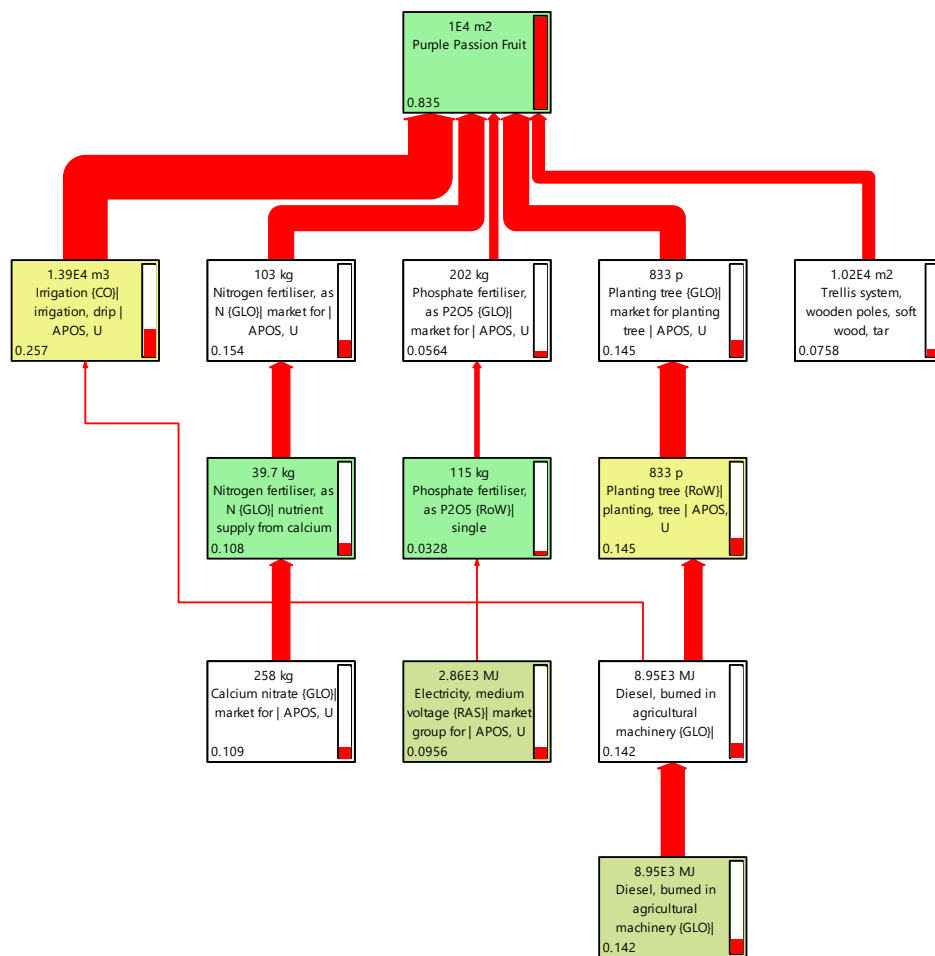 1E4 m2
Purple Passion Fruit
0.835
1.39E4 m3
Irrigation {CO}|
irrigation, drip |
APOS, U
0.257
103 kg
Nitrogen fertiliser, as
N {GLO}| market for |
APOS, U
0.154
202 kg
Phosphate fertiliser,
as P2O5 {GLO}|
market for | APOS, U
0.0564
833 p
Planting tree {GLO}|
market for planting
tree | APOS, U
0.145
1.02E4 m2
Trellis system,
wooden poles, soft
wood, tar
0.0758
39.7 kg
Nitrogen fertiliser, as
N {GLO}| nutrient
supply from calcium
0.108
115 kg
Phosphate fertiliser,
as P2O5 {RoW}|
single
0.0328
833 p
Planting tree {RoW}|
planting, tree | APOS,
U
0.145
258 kg
Calcium nitrate {GLO}|
market for | APOS, U
0.109
2.86E3 MJ
Electricity, medium
voltage {RAS}| market
group for | APOS, U
0.0956
8.95E3 MJ
Diesel, burned in
agricultural
machinery {GLO}|
0.142
8.95E3 MJ
Diesel, burned in
agricultural
machinery {GLO}|
0.142